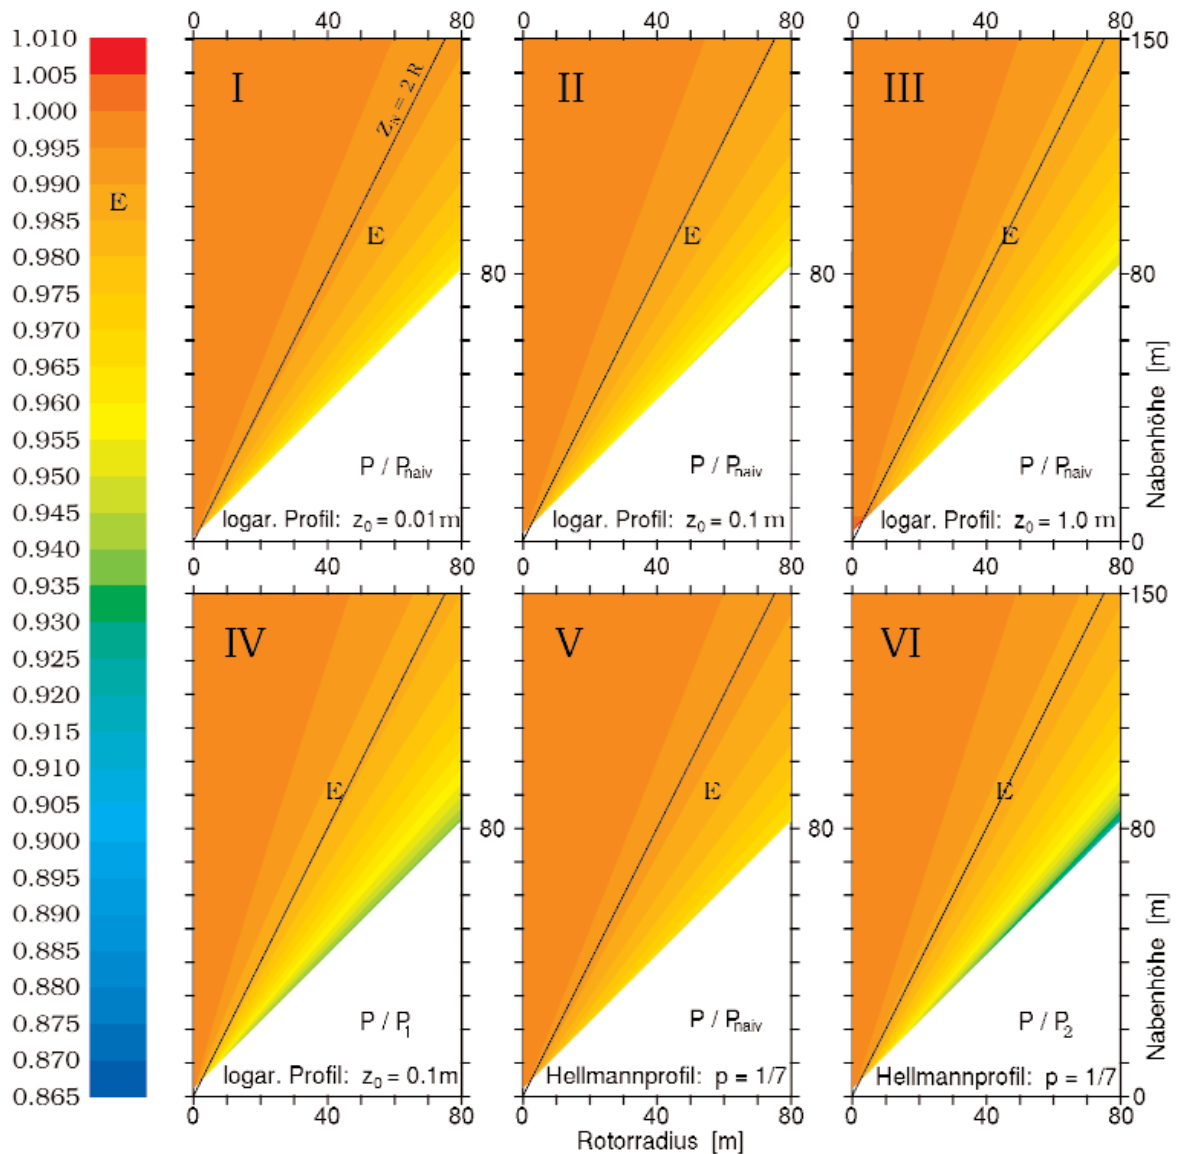 0 40 80 0 40 80 0 40 80
1.010
1.005
1.000
0.995
0.990
E
0.985
0.980
0.975
0.970
0.965
0.960
0.955
0.950
0.945
0.940
0.935
0.930
0.925
0.920
0.915
0.910
0.905
0.900
0.895
0.890
0.885
0.880
0.875
0.870
0.865
I
Z_N = 2 R
E
P / P_naiv
logar. Profil: z_0 = 0.01 m
0 40 80
80
II
E
P / P_naiv
logar. Profil: z_0 = 0.1 m
0 40 80
80
III
E
P / P_naiv
logar. Profil: z_0 = 1.0 m
0 40 80
150
80
0
Nabenhöhe [m]
IV
E
P / P_1
logar. Profil: z_0 = 0.1m
0 40 80
80
V
E
P / P_naiv
Hellmannprofil: p = 1/7
0 40 80
80
VI
E
P / P_2
Hellmannprofil: p = 1/7
0 40 80
150
80
0
Nabenhöhe [m]
Rotorradius [m]